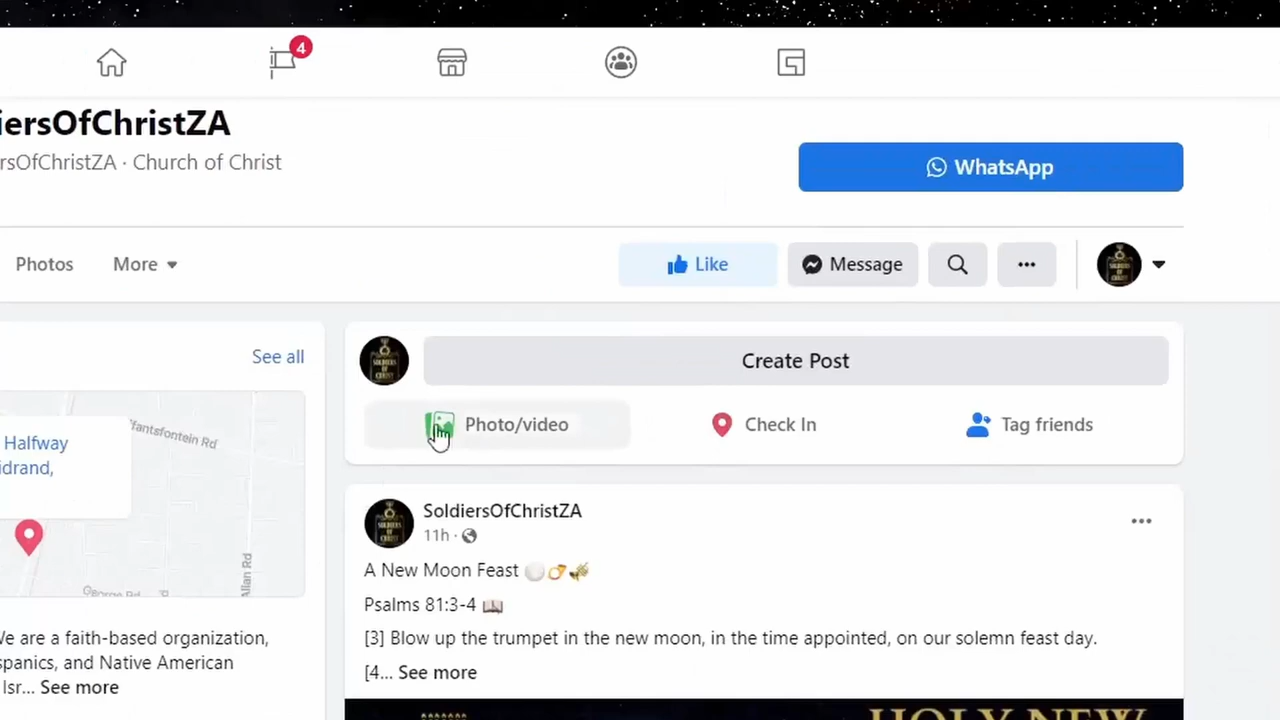 4
iersOfChristZA
rsOfChristZA · Church of Christ
WhatsApp
Photos
More
Like
Message
See all
Create Post
Photo/video
Check In
Tag friends
Halfway
idrand,
Allan Rd
SoldiersOfChristZA
11h ·
A New Moon Feast
Psalms 81:3-4
[3] Blow up the trumpet in the new moon, in the time appointed, on our solemn feast day.
[4... See more
We are a faith-based organization,
spanics, and Native American
Isr... See more
HOLY NEW